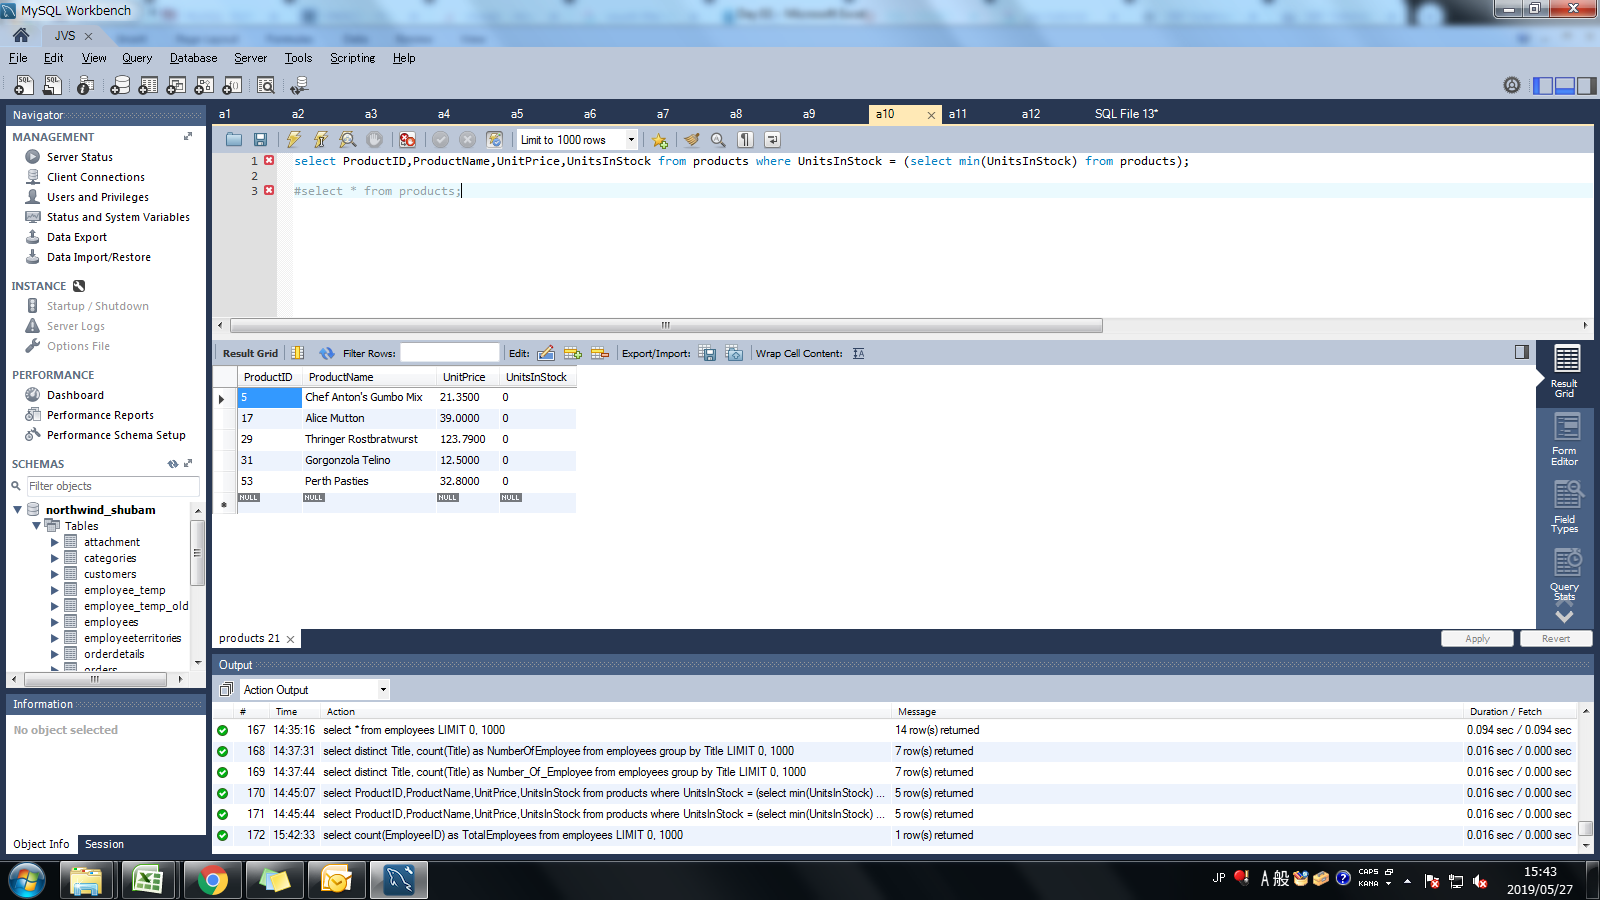 MySQL Workbench
JVS
File Edit View Query Database Server Tools Scripting Help
Navigator
MANAGEMENT
Server Status
Client Connections
Users and Privileges
Status and System Variables
Data Export
Data Import/Restore
INSTANCE
Startup / Shutdown
Server Logs
Options File
PERFORMANCE
Dashboard
Performance Reports
Performance Schema Setup
SCHEMAS
Filter objects
northwind_shubam
Tables
attachment
categories
customers
employee_temp
employee_temp_old
employees
employeeterritories
orderdetails
orders
Information
No object selected
Object Info Session
a1 a2 a3 a4 a5 a6 a7 a8 a9 a10 a11 a12 SQL File 13*
Limit to 1000 rows
1 select ProductID,ProductName,UnitPrice,UnitsInStock from products where UnitsInStock = (select min(UnitsInStock) from products);
2
3 #select * from products;
Result Grid Filter Rows: Edit: Export/Import: Wrap Cell Content:
ProductID ProductName UnitPrice UnitsInStock
5 Chef Anton's Gumbo Mix 21.3500 0
17 Alice Mutton 39.0000 0
29 Thringer Rostbratwurst 123.7900 0
31 Gorgonzola Telino 12.5000 0
53 Perth Pasties 32.8000 0
NULL NULL NULL NULL
Result
Grid
Form
Editor
Field
Types
Query
Stats
products 21
Apply Revert
Output
Action Output
# Time Action Message Duration / Fetch
167 14:35:16 select * from employees LIMIT 0, 1000 14 row(s) returned 0.094 sec / 0.094 sec
168 14:37:31 select distinct Title, count(Title) as NumberOfEmployee from employees group by Title LIMIT 0, 1000 7 row(s) returned 0.016 sec / 0.000 sec
169 14:37:44 select distinct Title, count(Title) as Number_Of_Employee from employees group by Title LIMIT 0, 1000 7 row(s) returned 0.016 sec / 0.000 sec
170 14:45:07 select ProductID,ProductName,UnitPrice,UnitsInStock from products where UnitsInStock = (select min(UnitsInStock) ... 5 row(s) returned 0.016 sec / 0.000 sec
171 14:45:44 select ProductID,ProductName,UnitPrice,UnitsInStock from products where UnitsInStock = (select min(UnitsInStock) ... 5 row(s) returned 0.016 sec / 0.000 sec
172 15:42:33 select count(EmployeeID) as TotalEmployees from employees LIMIT 0, 1000 1 row(s) returned 0.016 sec / 0.000 sec
JP A 般 CAPS KANA
15:43
2019/05/27